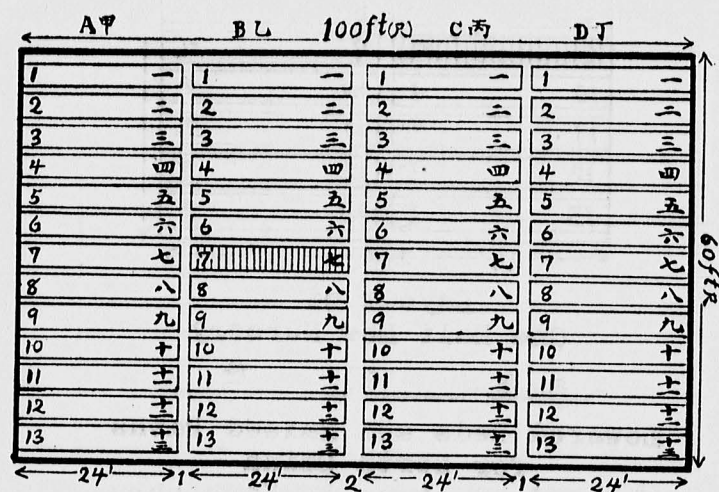 A甲 B乙 100ft(尺) C丙 D丁
1 一 1 一 1 一 1 一
2 二 2 二 2 二 2 二
3 三 3 三 3 三 3 三
4 四 4 四 4 四 4 四
5 五 5 五 5 五 5 五
6 六 6 六 6 六 6 六
7 七 7 七 7 七 7 七
8 八 8 八 8 八 8 八
9 九 9 九 9 九 9 九
10 十 10 十 10 十 10 十
11 十一 11 十一 11 十一 11 十一
12 十二 12 十二 12 十二 12 十二
13 十三 13 十三 13 十三 13 十三
60ft尺
24' 1 24' 2' 24' 1 24'